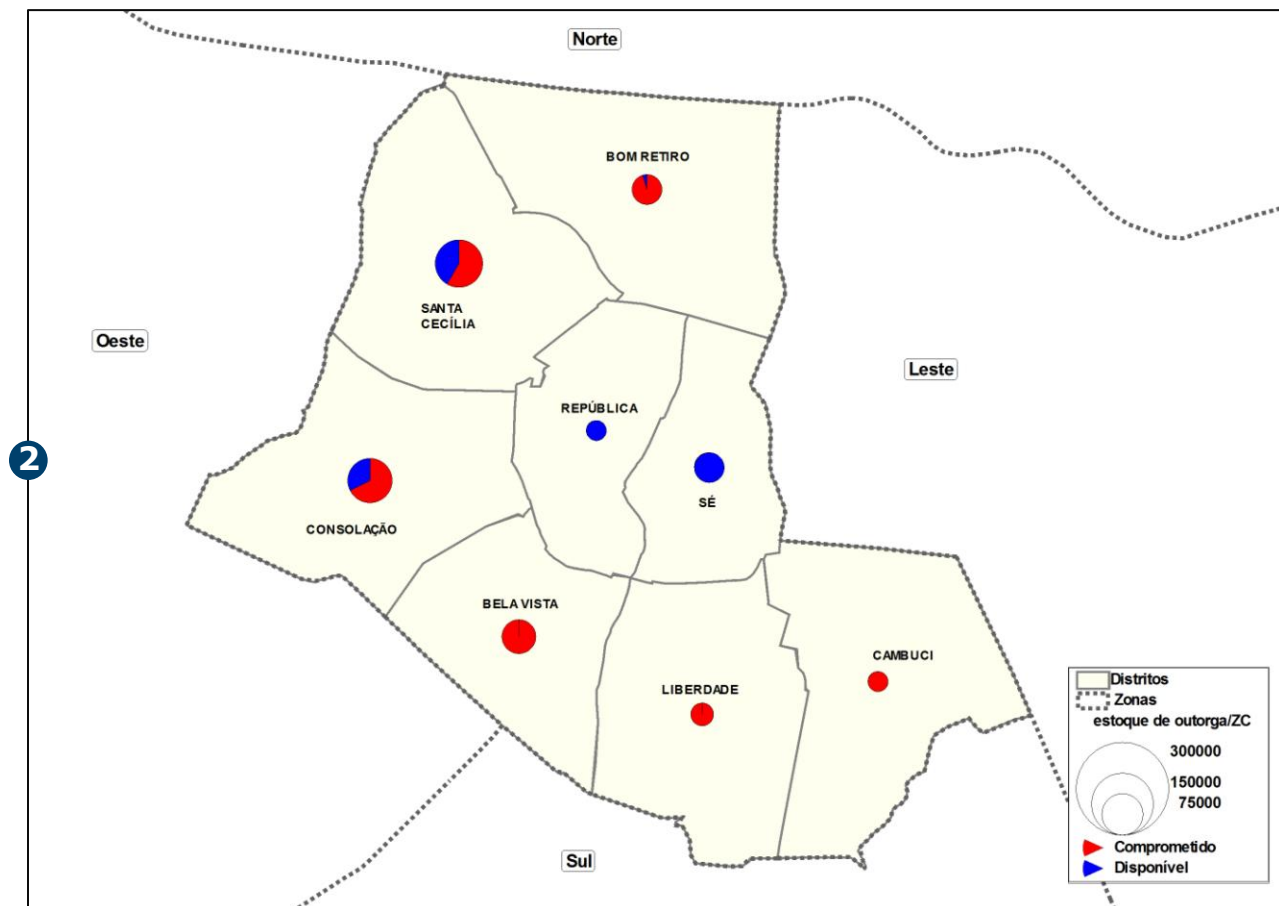 Norte
BOM RETIRO
SANTA
CECÍLIA
Oeste
Leste
REPÚBLICA
2
SÉ
CONSOLAÇÃO
BELA VISTA
CAMBUCI
LIBERDADE
Sul
Distritos
Zonas
estoque de outorga/ZC
300000
150000
75000
Comprometido
Disponível